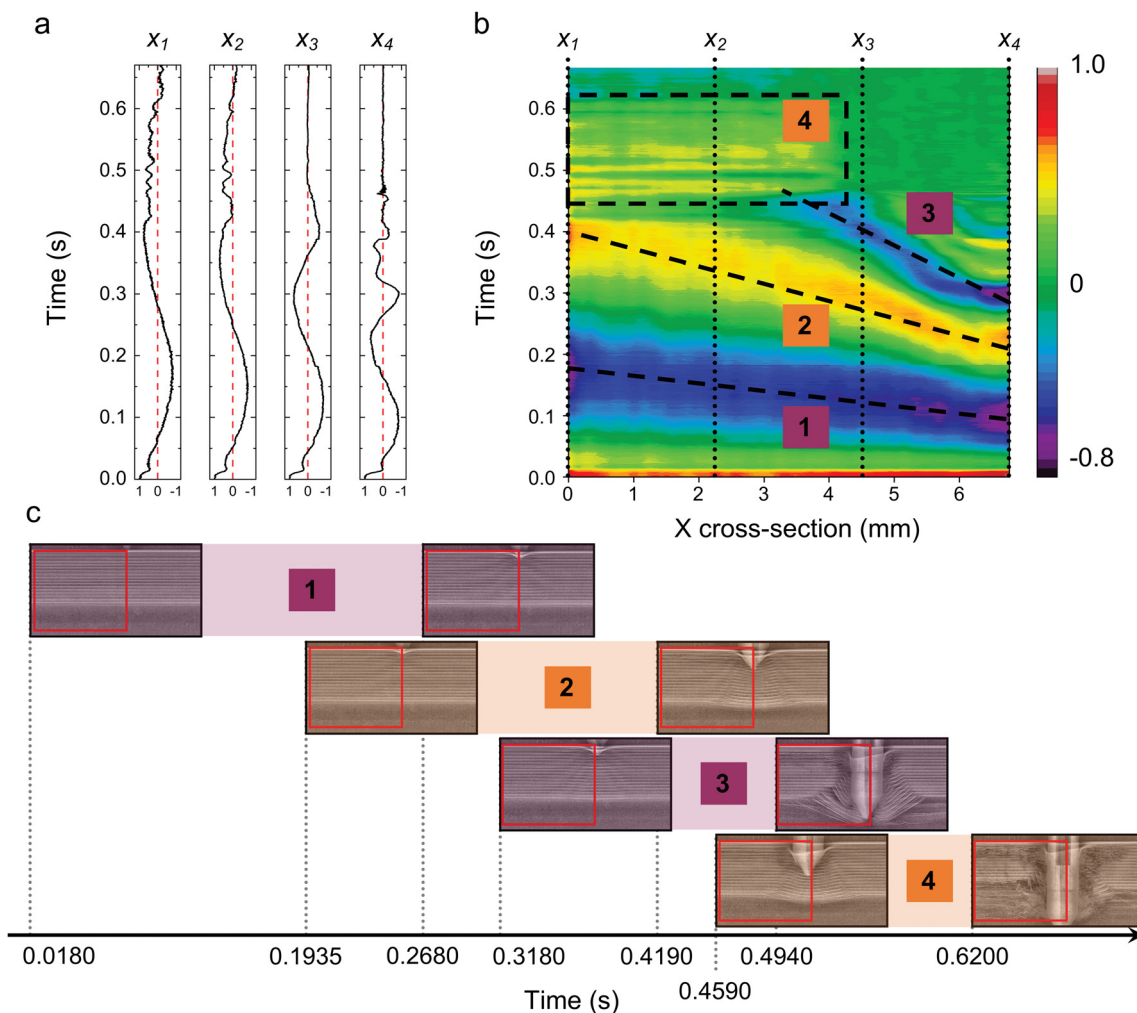 a
x1 x2 x3 x4
Time (s)
0.6
0.5
0.4
0.3
0.2
0.1
0.0
1 0 -1 1 0 -1 1 0 -1 1 0 -1
b
x1 x2 x3 x4
Time (s)
0.6
0.5
0.4
0.3
0.2
0.1
0.0
4
3
2
1
0 1 2 3 4 5 6
X cross-section (mm)
1.0
0
-0.8
c
1
2
3
4
0.0180 0.1935 0.2680 0.3180 0.4190 0.4940 0.6200
0.4590
Time (s)